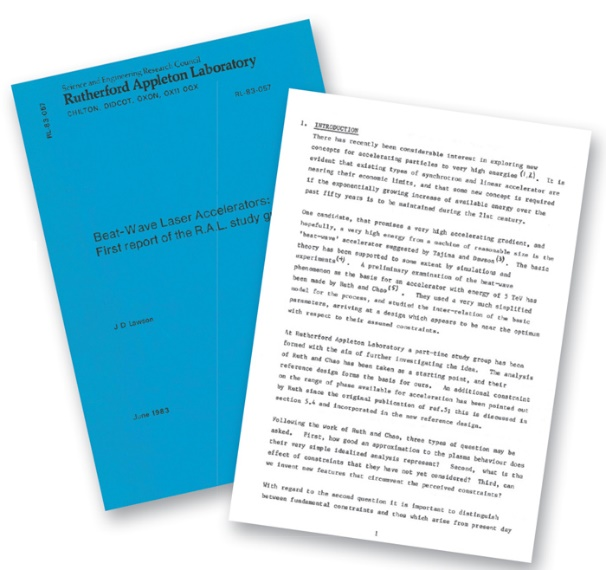 Science and Engineering Research Council
Rutherford Appleton Laboratory
CHILTON, DIDCOT, OXON, OX11 0QX
RL-83-057
RL-83-057
Beat-Wave Laser Accelerators:
First report of the R.A.L. study
J D Lawson
June 1983
1. INTRODUCTION
There has recently been considerable interest in exploring new
concepts for accelerating particles to very high energies (1,2). It is
evident that existing types of synchrotron and linear accelerator are
nearing their economic limits, and that some new concept is required
if the exponentially growing increase of available energy over the
past fifty years is to be maintained during the 21st century.
One candidate, that promises a very high accelerating gradient, and
hopefully, a very high energy from a machine of reasonable size is the
'beat-wave' accelerator suggested by Tajima and Dawson (3). The basic
theory has been supported to some extent by simulations and
experiments (4). A preliminary examination of the beat-wave
phenomenon as the basis for an accelerator with energy of 5 TeV has
been made by Ruth and Chao (5). They used a very much simplified
model for the process, and studied the inter-relation of the basic
parameters, arriving at a design which appears to be near the optimum
with respect to their assumed constraints.
At Rutherford Appleton Laboratory a part-time study group has been
formed with the aim of further investigating the idea. The analysis
of Ruth and Chao has been taken as a starting point, and their
reference design forms the basis for ours. An additional constraint
on the range of phase available for acceleration has been pointed out
by Ruth since the original publication of ref.5; this is discussed in
section 5.4 and incorporated in the new reference design.
Following the work of Ruth and Chao, three types of question may be
asked. First, how good an approximation to the plasma behaviour does
their very simple idealized analysis represent? Second, what is the
effect of constraints that they have not yet considered? Third, can
we invent new features that circumvent the perceived constraints?
With regard to the second question it is important to distinguish
between fundamental constraints and they which arise from present day
1